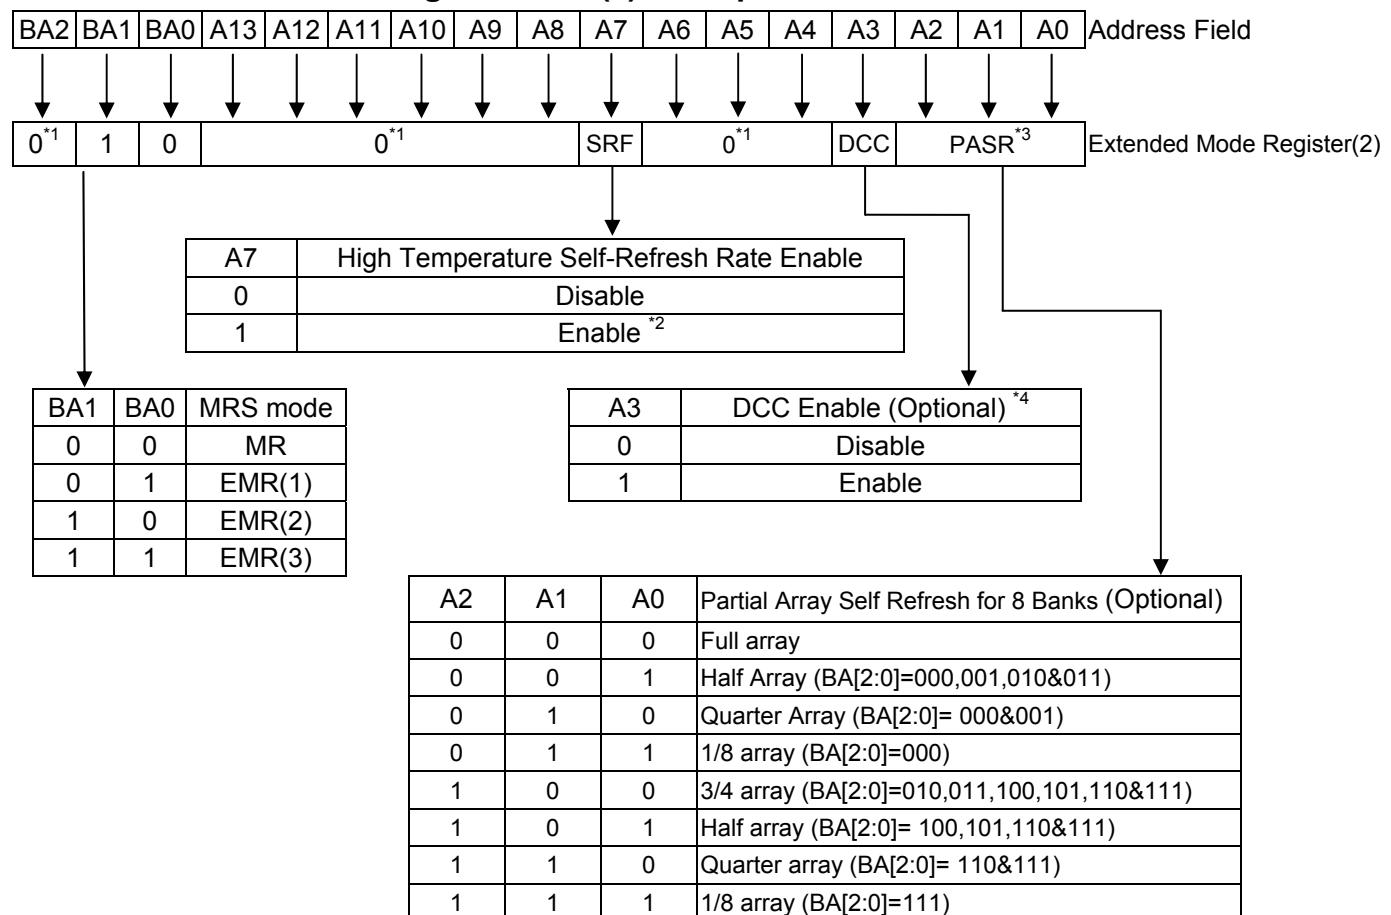 BA2 BA1 BA0 A13 A12 A11 A10 A9 A8 A7 A6 A5 A4 A3 A2 A1 A0 Address Field
0*1 1 0 0*1 SRF 0*1 DCC PASR*3 Extended Mode Register(2)
A7 High Temperature Self-Refresh Rate Enable
0 Disable
1 Enable *2
BA1 BA0 MRS mode
0 0 MR
0 1 EMR(1)
1 0 EMR(2)
1 1 EMR(3)
A3 DCC Enable (Optional) *4
0 Disable
1 Enable
A2 A1 A0 Partial Array Self Refresh for 8 Banks (Optional)
0 0 0 Full array
0 0 1 Half Array (BA[2:0]=000,001,010&011)
0 1 0 Quarter Array (BA[2:0]= 000&001)
0 1 1 1/8 array (BA[2:0]=000)
1 0 0 3/4 array (BA[2:0]=010,011,100,101,110&111)
1 0 1 Half array (BA[2:0]= 100,101,110&111)
1 1 0 Quarter array (BA[2:0]= 110&111)
1 1 1 1/8 array (BA[2:0]=111)